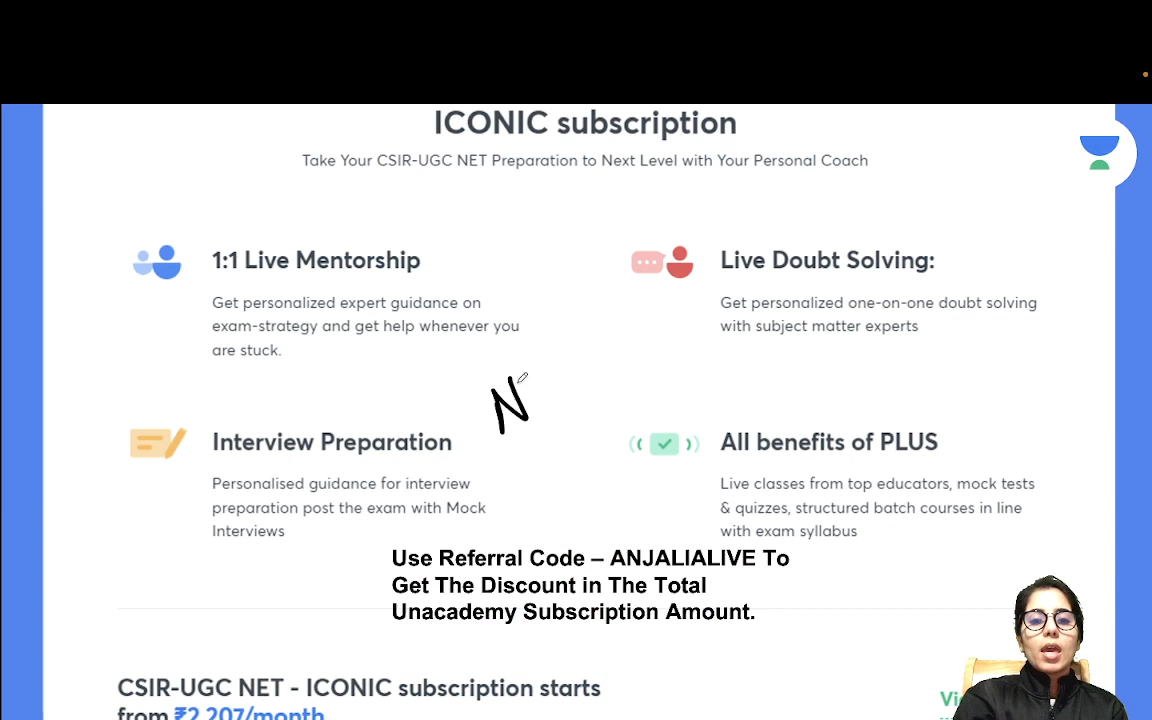 ICONIC subscription
Take Your CSIR-UGC NET Preparation to Next Level with Your Personal Coach
1:1 Live Mentorship
Get personalized expert guidance on
exam-strategy and get help whenever you
are stuck.
Live Doubt Solving:
Get personalized one-on-one doubt solving
with subject matter experts
N
Interview Preparation
Personalised guidance for interview
preparation post the exam with Mock
Interviews
All benefits of PLUS
Live classes from top educators, mock tests
& quizzes, structured batch courses in line
with exam syllabus
Use Referral Code – ANJALIALIVE To
Get The Discount in The Total
Unacademy Subscription Amount.
CSIR-UGC NET - ICONIC subscription starts
from ₹2,207/month